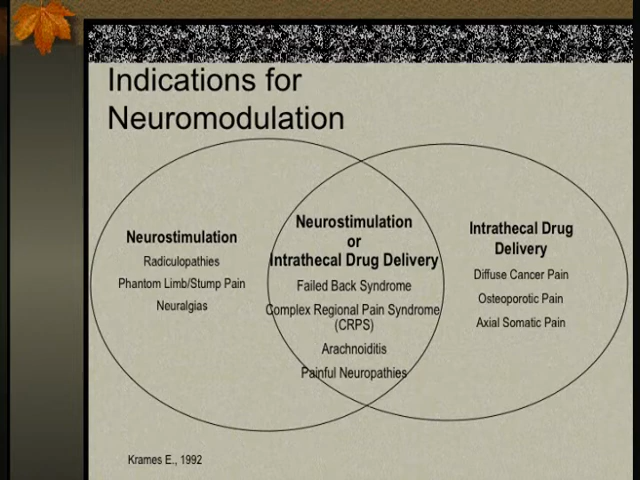 Indications for
Neuromodulation
Neurostimulation
Radiculopathies
Phantom Limb/Stump Pain
Neuralgias
Neurostimulation
or
Intrathecal Drug Delivery
Failed Back Syndrome
Complex Regional Pain Syndrome
(CRPS)
Arachnoiditis
Painful Neuropathies
Intrathecal Drug
Delivery
Diffuse Cancer Pain
Osteoporotic Pain
Axial Somatic Pain
Krames E., 1992